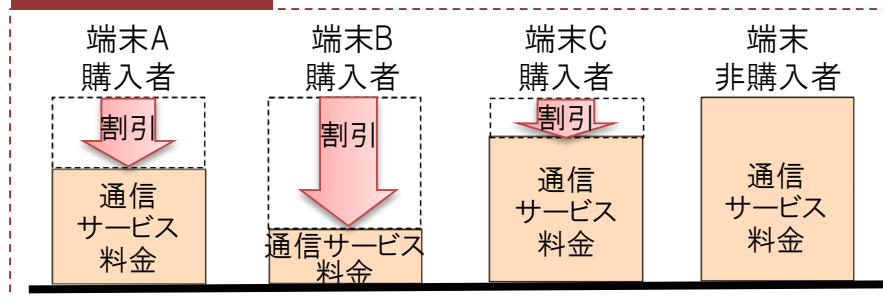 端末A
購入者
端末B
購入者
端末C
購入者
端末
非購入者
割引
割引
割引
通信
サービス
料金
通信サービス
料金
通信
サービス
料金
通信
サービス
料金